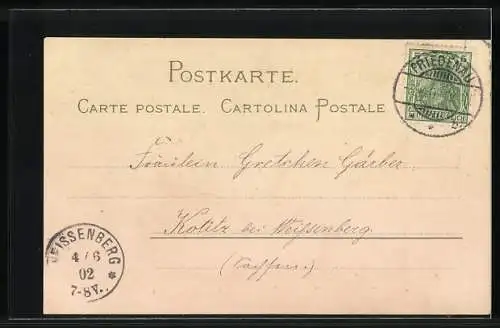 POSTKARTE.
CARTE POSTALE. CARTOLINA POSTALE
FRIEDENAU
Fräulein Gretchen Gärber
Kotitz bei Weißenberg
(Sachsen)
WEISSENBERG
4 / 6
02
7-8V.